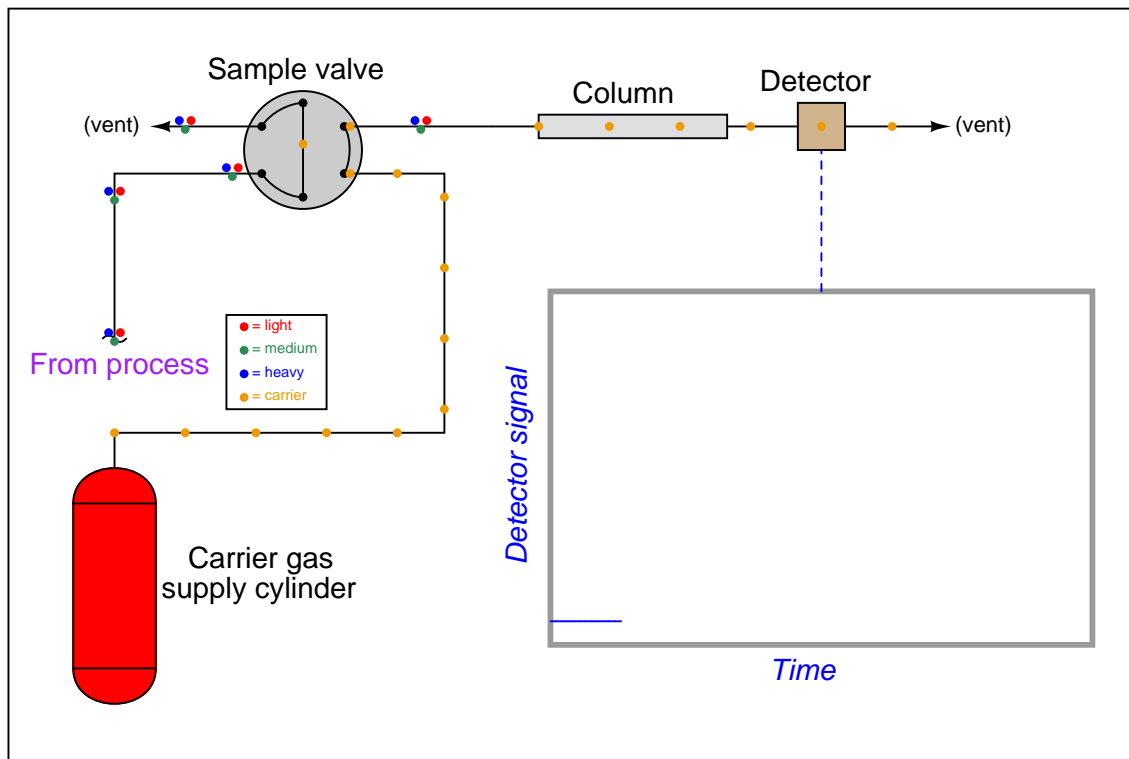 Sample valve
Column
Detector
(vent)
(vent)
= light
= medium
= heavy
= carrier
From process
Detector signal
Carrier gas
supply cylinder
Time